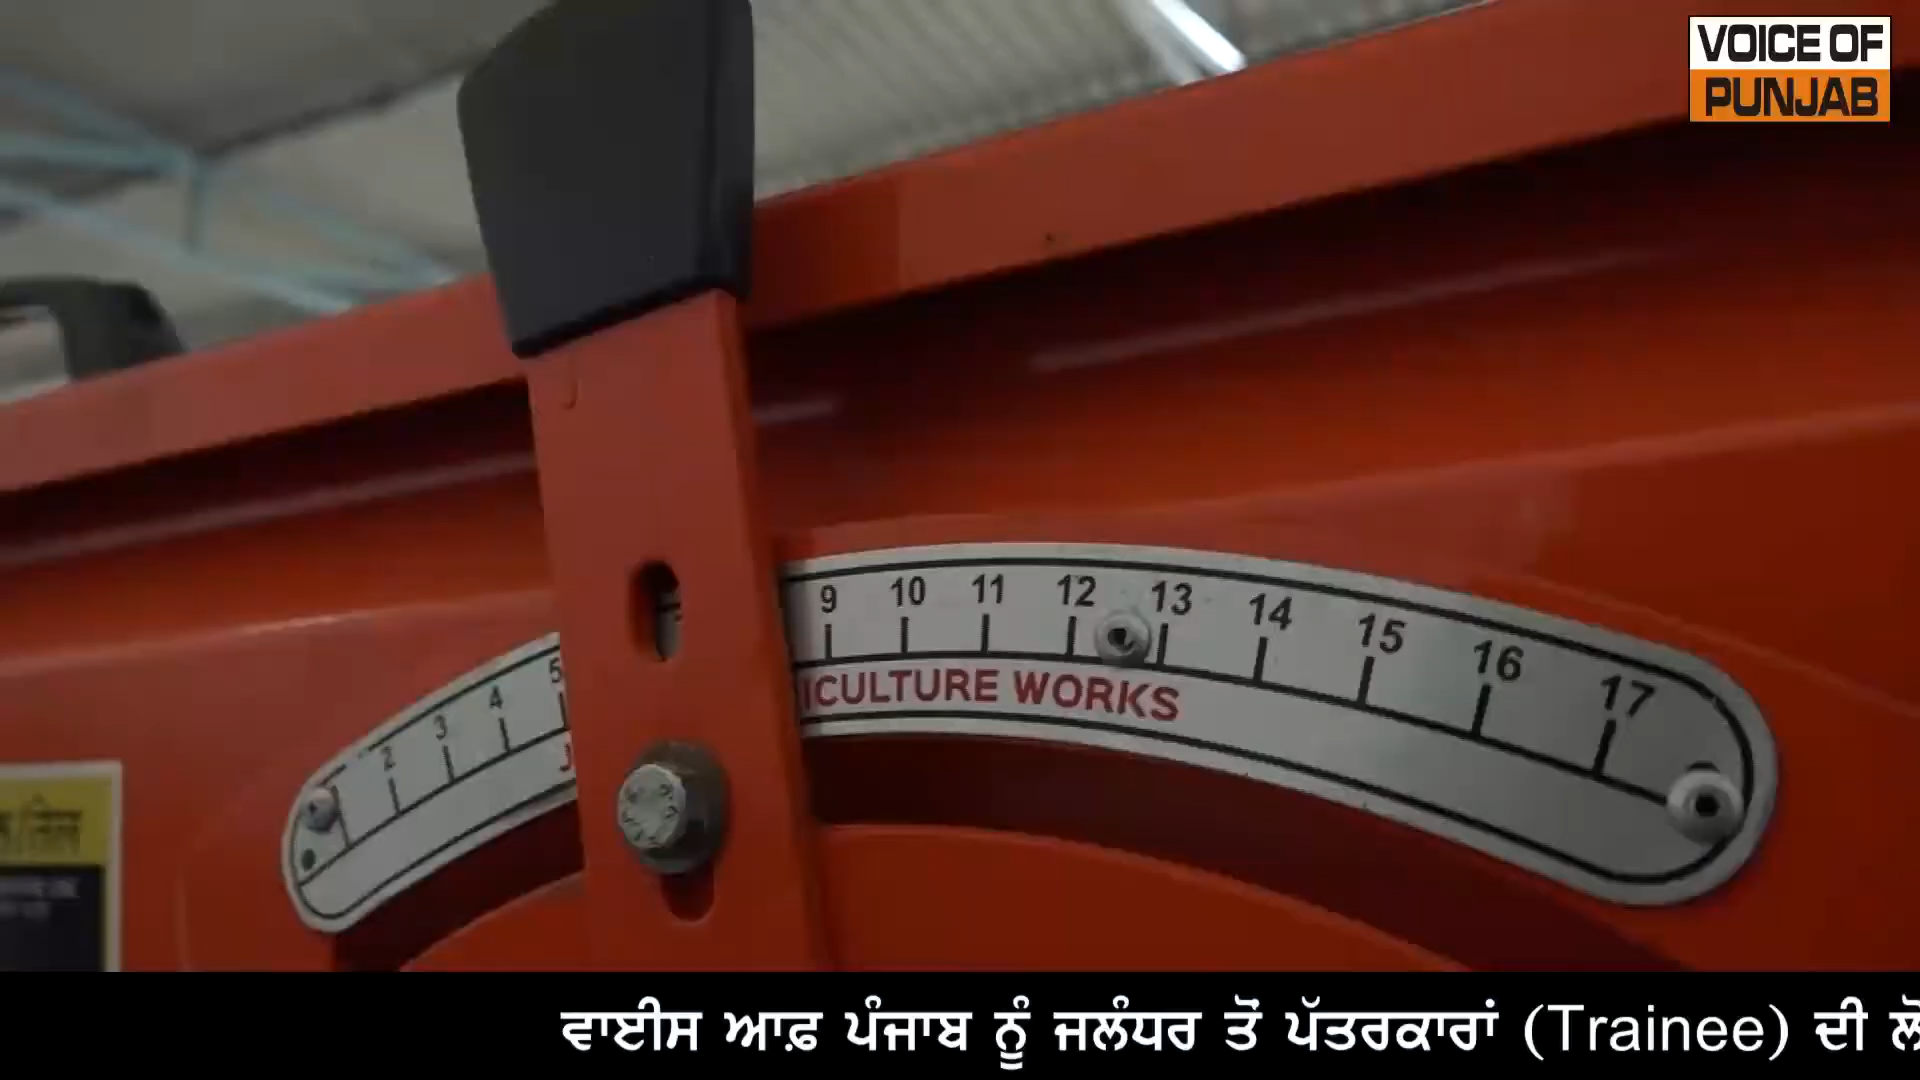 VOICE OF
PUNJAB
2 3 4 5 9 10 11 12 13 14 15 16 17
ICULTURE WORKS
ਵਾਈਸ ਆਫ਼ ਪੰਜਾਬ ਨੂੰ ਜਲੰਧਰ ਤੋਂ ਪੱਤਰਕਾਰਾਂ (Trainee) ਦੀ